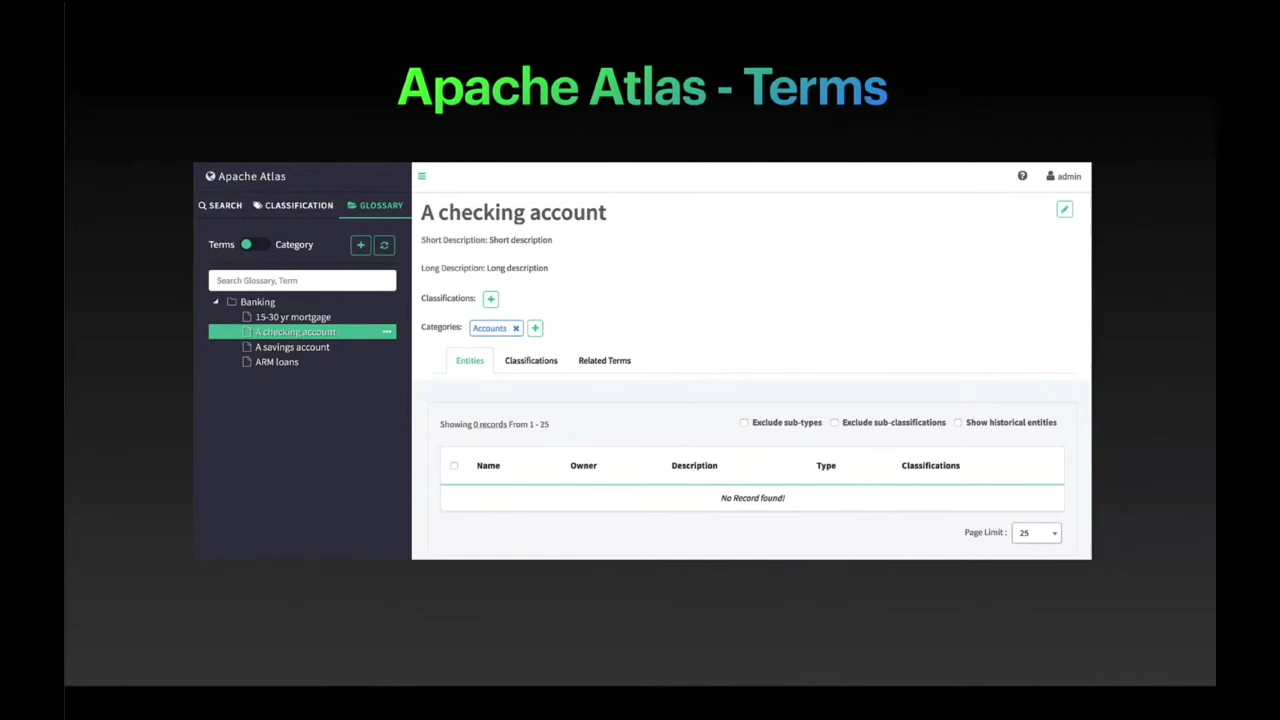 Apache Atlas - Terms
Apache Atlas
admin
SEARCH CLASSIFICATION GLOSSARY
A checking account
Short Description: Short description
Terms Category
Long Description: Long description
Search Glossary, Term
Classifications:
Banking
15-30 yr mortgage
A checking account
A savings account
ARM loans
Categories: Accounts
Entities Classifications Related Terms
Showing 0 records From 1 - 25
Exclude sub-types Exclude sub-classifications Show historical entities
Name Owner Description Type Classifications
No Record found!
Page Limit : 25